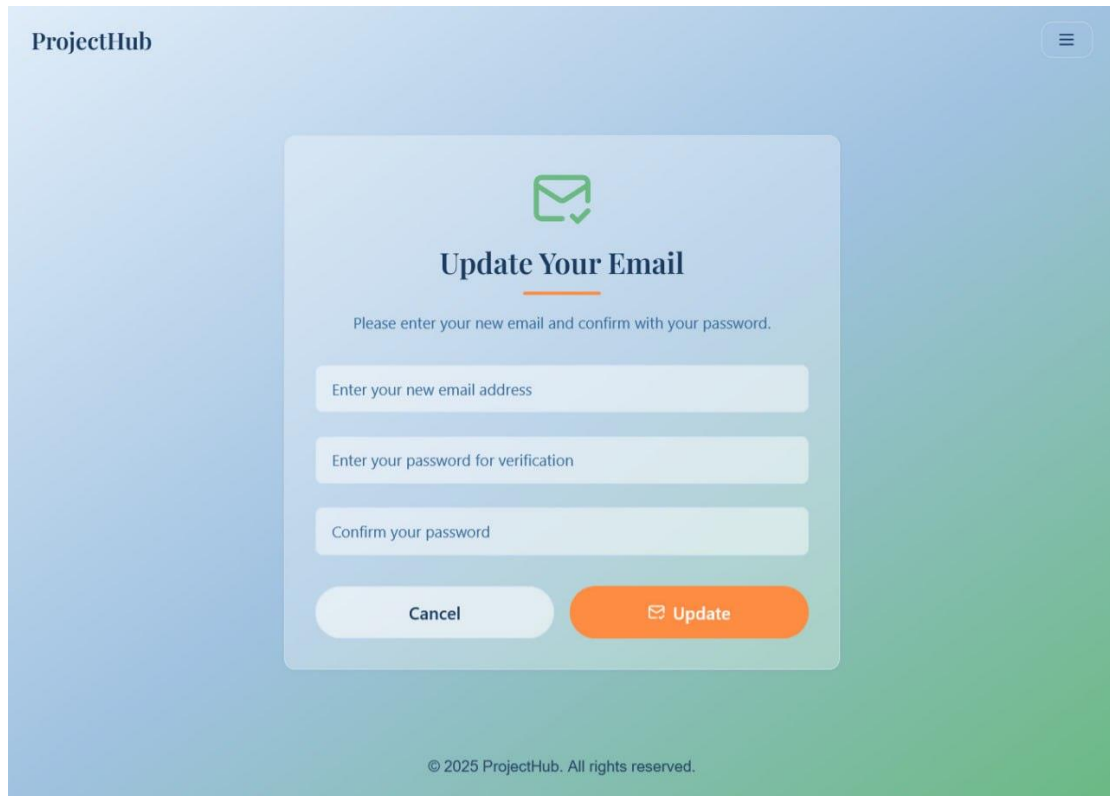 ProjectHub
Update Your Email
Please enter your new email and confirm with your password.
Enter your new email address
Enter your password for verification
Confirm your password
Cancel
Update
© 2025 ProjectHub. All rights reserved.